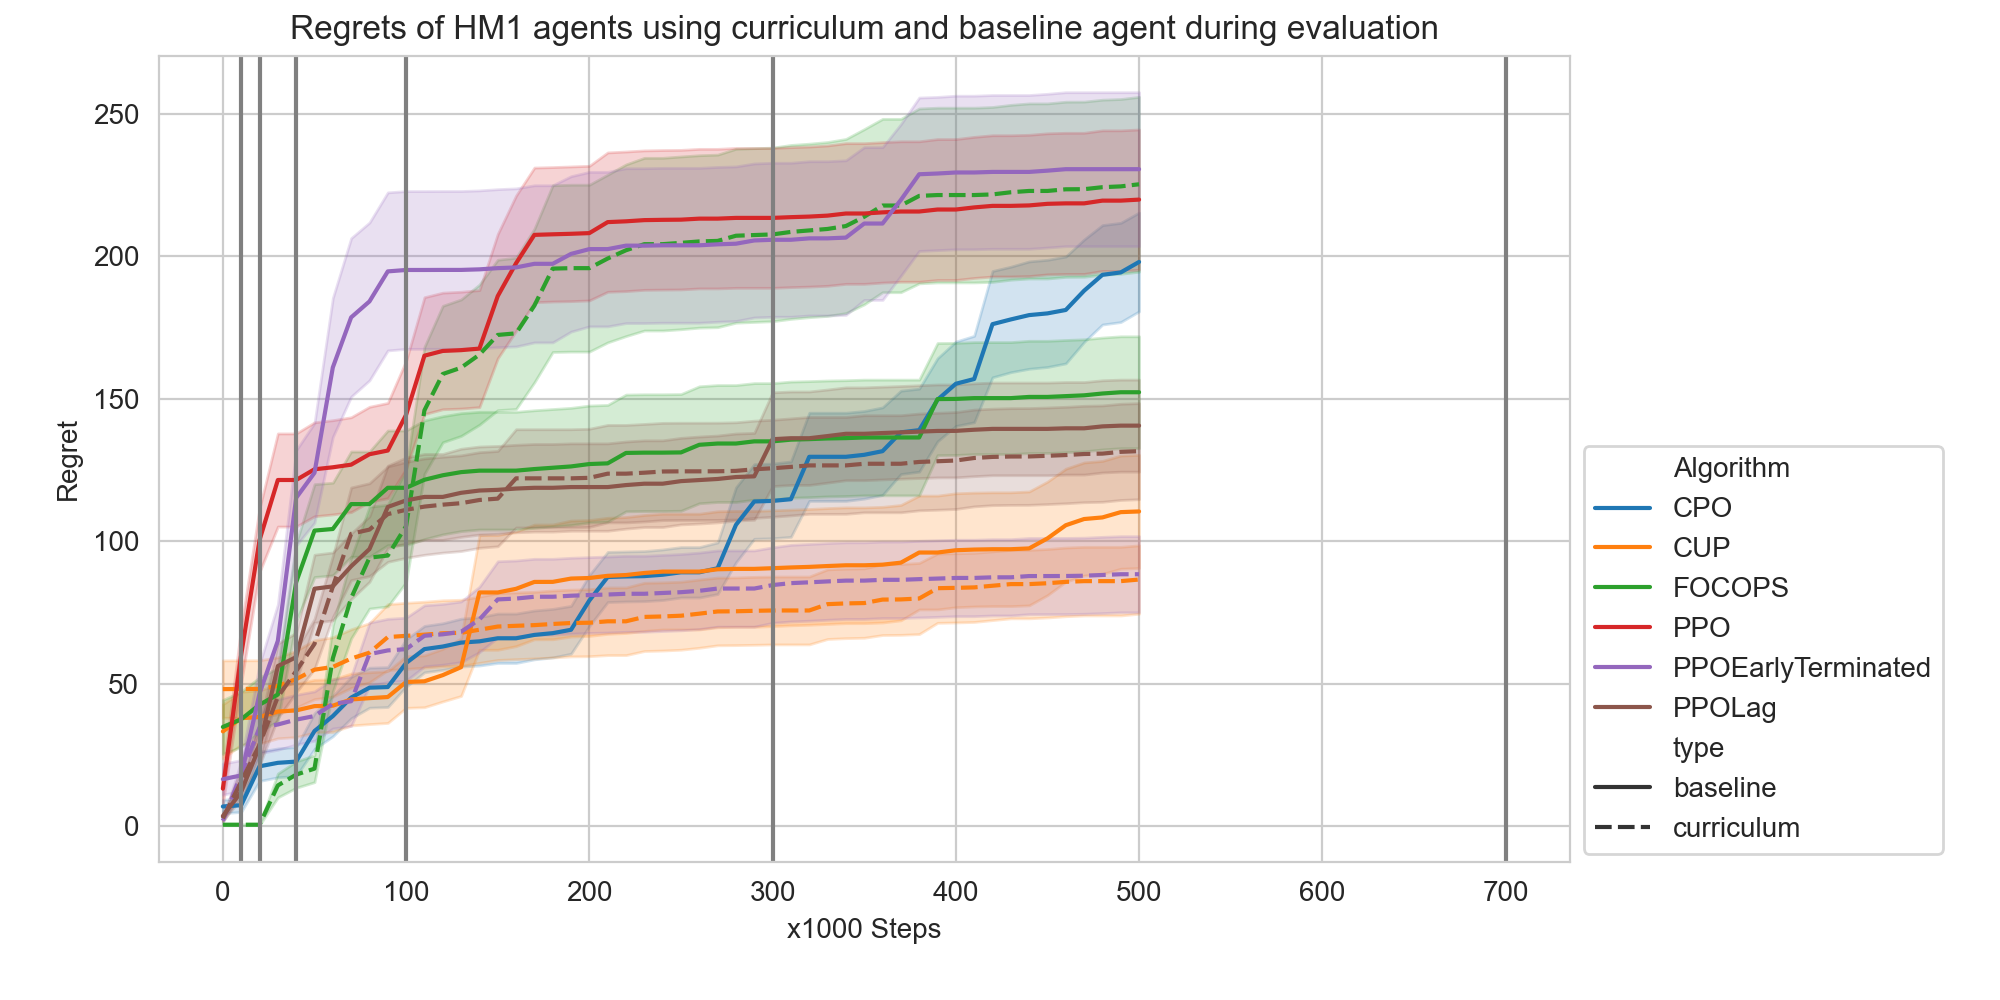 Regrets of HM1 agents using curriculum and baseline agent during evaluation
250
200
150
100
50
0
Regret
0 100 200 300 400 500 600 700
x1000 Steps
Algorithm
CPO
CUP
FOCOPS
PPO
PPOEarlyTerminated
PPOLag
type
baseline
curriculum